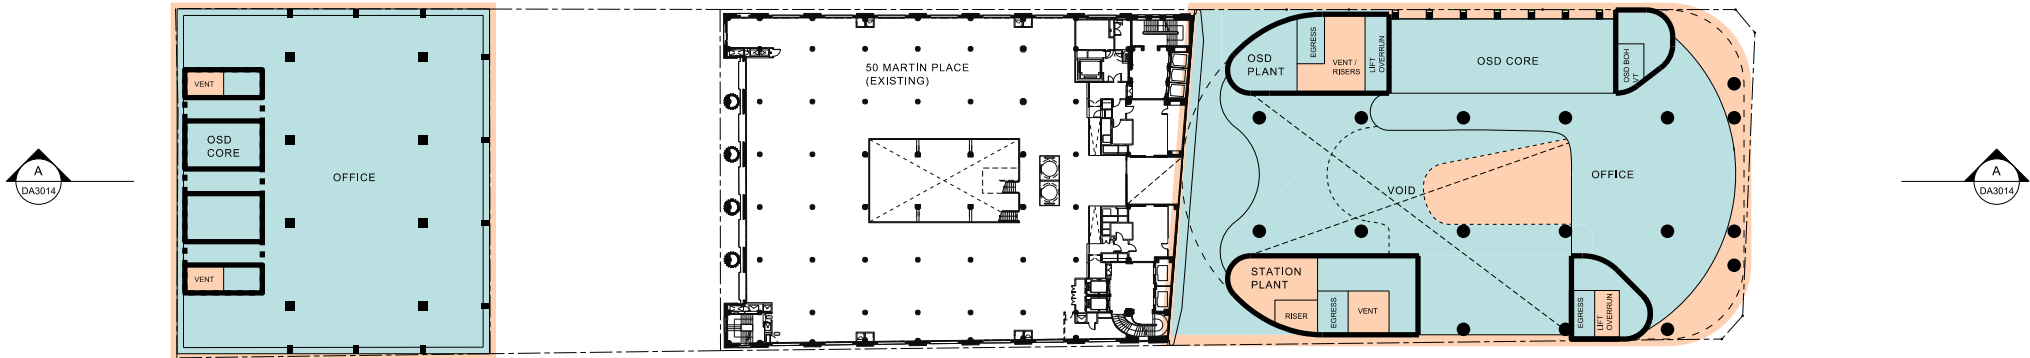 A
DA3014
VENT
OSD
CORE
OFFICE
VENT
50 MARTIN PLACE
(EXISTING)
OSD
PLANT
EGRESS
VENT /
RISERS
LIFT
OVERRUN
OSD CORE
OSD BOH
VT
VOID
OFFICE
STATION
PLANT
RISER
EGRESS
VENT
EGRESS
LIFT
OVERRUN
A
DA3014